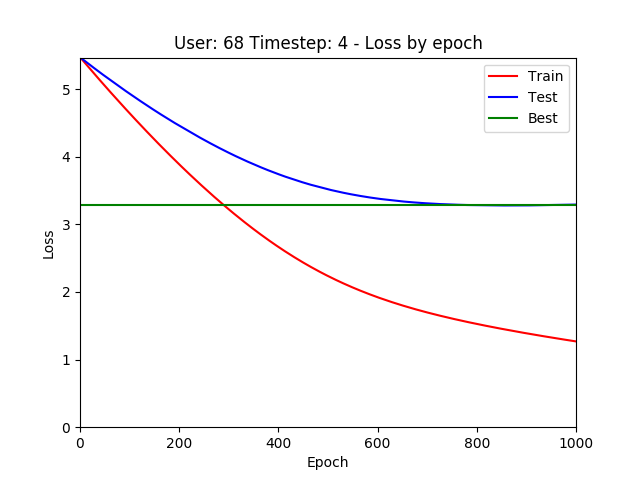 User: 68 Timestep: 4 - Loss by epoch
Train
Test
Best
5
4
3
2
1
0
Loss
0 200 400 600 800 1000
Epoch